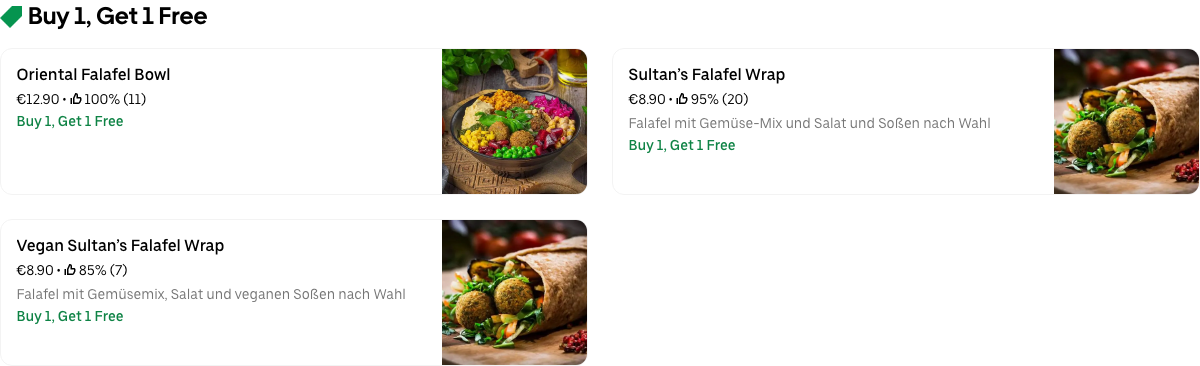 Buy 1, Get 1 Free
Oriental Falafel Bowl
€12.90 • 100% (11)
Buy 1, Get 1 Free
Sultan’s Falafel Wrap
€8.90 • 95% (20)
Falafel mit Gemüse-Mix und Salat und Soßen nach Wahl
Buy 1, Get 1 Free
Vegan Sultan’s Falafel Wrap
€8.90 • 85% (7)
Falafel mit Gemüsemix, Salat und veganen Soßen nach Wahl
Buy 1, Get 1 Free